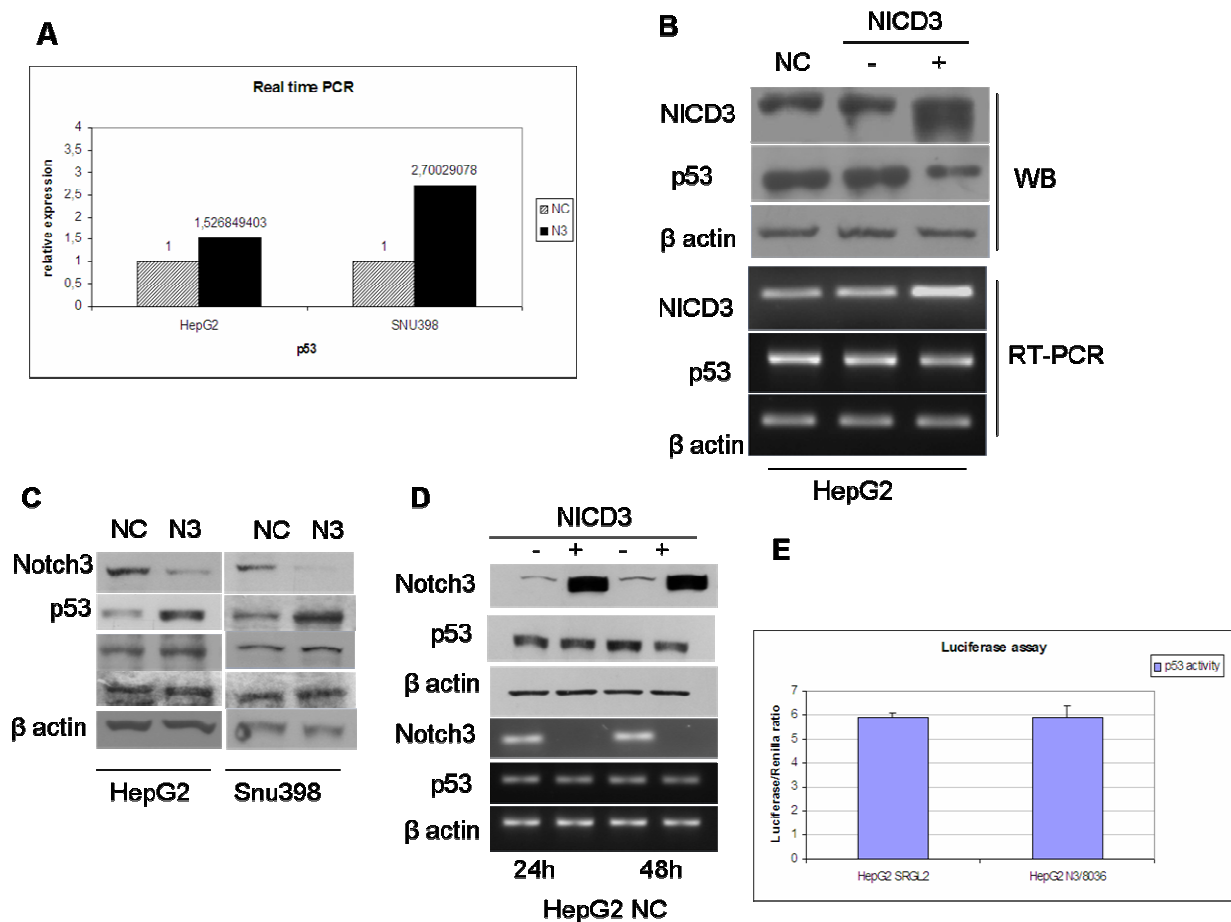 A
Real time PCR
relative expression
4
3,5
3
2,5
2
1,5
1
0,5
0
1
1,526849403
1
2,70029078
NC
N3
HepG2
SNU398
p53
B
NICD3
NC - +
NICD3
p53
β actin
WB
NICD3
p53
β actin
RT-PCR
HepG2
C
NC N3 NC N3
Notch3
p53
β actin
HepG2 Snu398
D
NICD3
- + - +
Notch3
p53
β actin
Notch3
p53
β actin
24h 48h
HepG2 NC
E
Luciferase assay
p53 activity
Luciferase/Renilla ratio
7
6
5
4
3
2
1
0
HepG2 SRGL2
HepG2 N3/8036